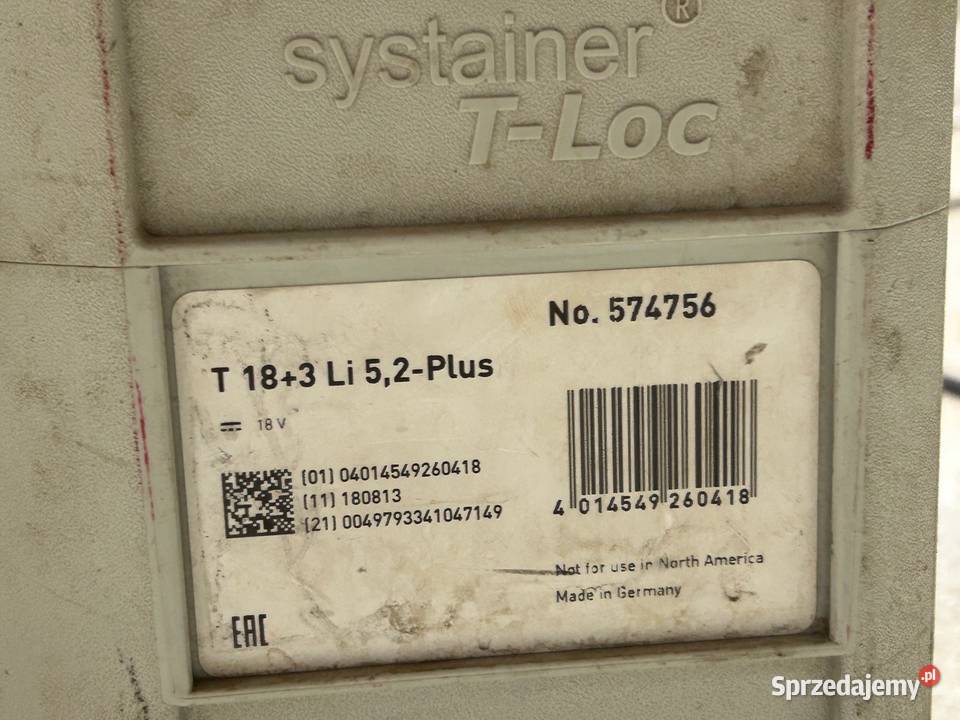 systainer®
T-Loc
No. 574756
T 18+3 Li 5,2-Plus
18 V
(01) 04014549260418
(11) 180813
(21) 0049793341047149
4 014549 260418
Not for use in North America
Made in Germany
EAC
Sprzedajemy.pl